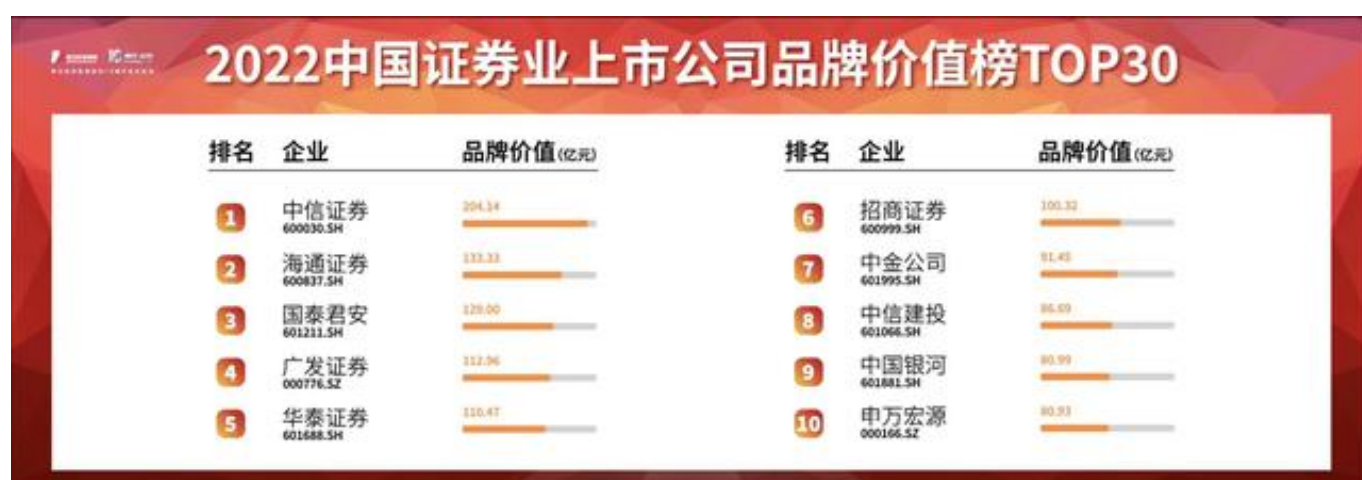 2022中国证券业上市公司品牌价值榜TOP30
排名 企业 品牌价值(亿元)
1 中信证券 204.14
600030.SH
2 海通证券 133.33
600837.SH
3 国泰君安 129.00
601211.SH
4 广发证券 112.96
000776.SZ
5 华泰证券 110.47
601688.SH
排名 企业 品牌价值(亿元)
6 招商证券 100.32
600999.SH
7 中金公司 91.45
601995.SH
8 中信建投 86.69
601066.SH
9 中国银河 80.99
601881.SH
10 申万宏源 80.93
000166.SZ